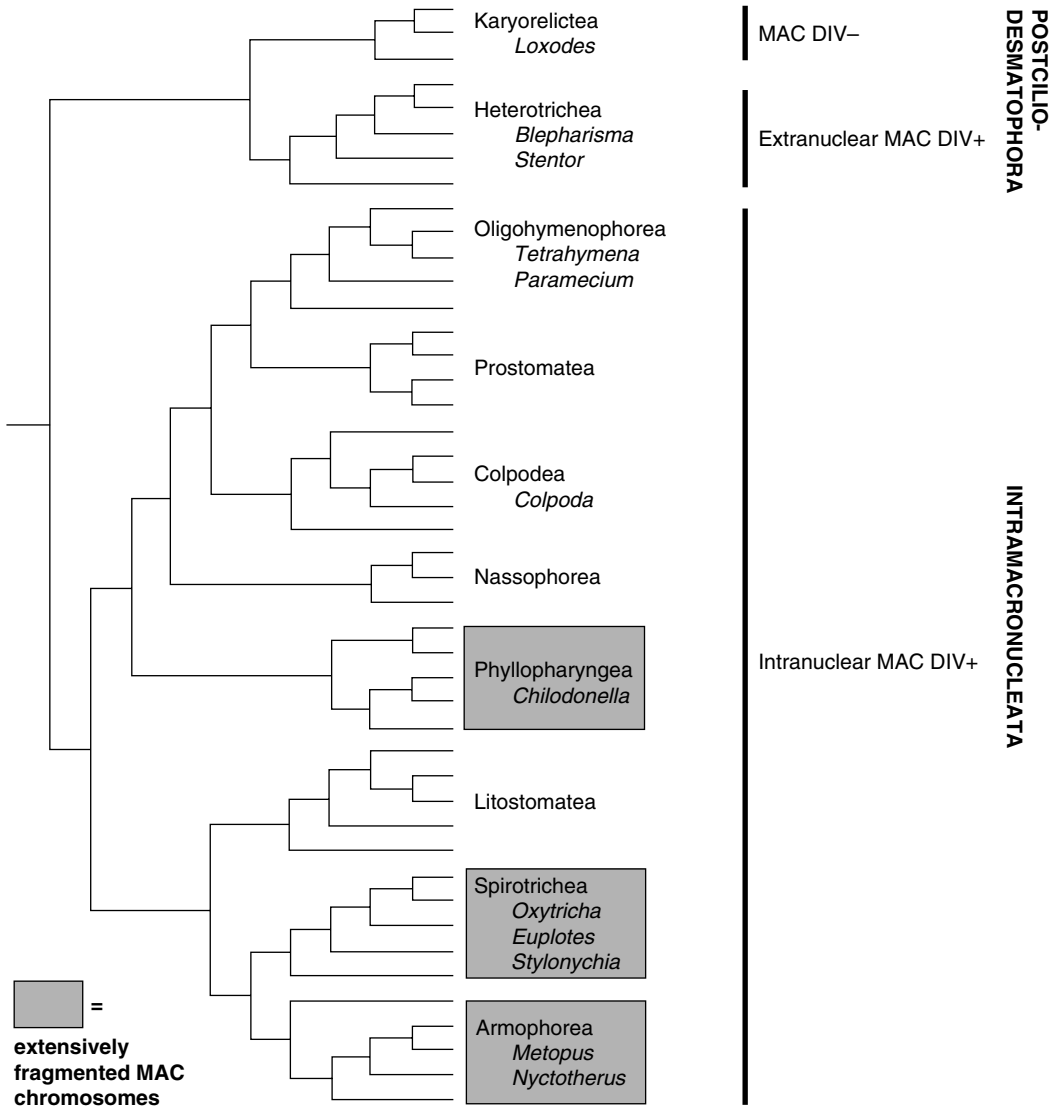 Karyorelictea
Loxodes
MAC DIV–
POSTCILIO-
DESMATOPHORA
Heterotrichea
Blepharisma
Stentor
Extranuclear MAC DIV+
Oligohymenophorea
Tetrahymena
Paramecium
Prostomatea
Colpodea
Colpoda
Nassophorea
Phyllopharyngea
Chilodonella
Intranuclear MAC DIV+
INTRAMACRONUCLEATA
Litostomatea
Spirotrichea
Oxytricha
Euplotes
Stylonychia
Armophorea
Metopus
Nyctotherus
=
extensively
fragmented MAC
chromosomes